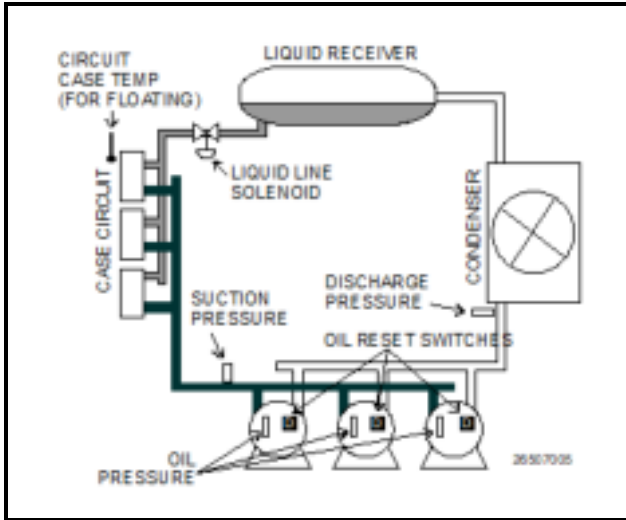 CIRCUIT
CASE TEMP
(FOR FLOATING)
LIQUID RECEIVER
LIQUID LINE
SOLENOID
CASE CIRCUIT
CONDENSER
SUCTION
PRESSURE
DISCHARGE
PRESSURE
OIL RESET SWITCHES
OIL
PRESSURE
26507005